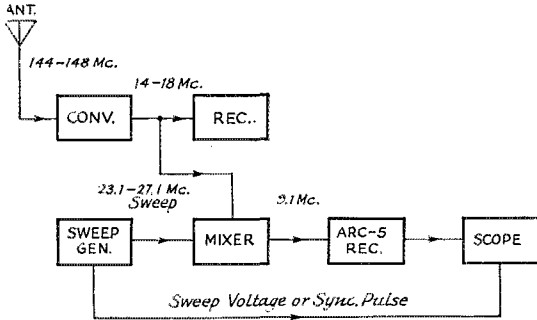 ANT.
144-148 Mc.
14-18 Mc.
CONV.
REC.
23.1-27.1 Mc.
Sweep
9.1 Mc.
SWEEP
GEN.
MIXER
ARC-5
REC.
SCOPE
Sweep Voltage or Sync. Pulse